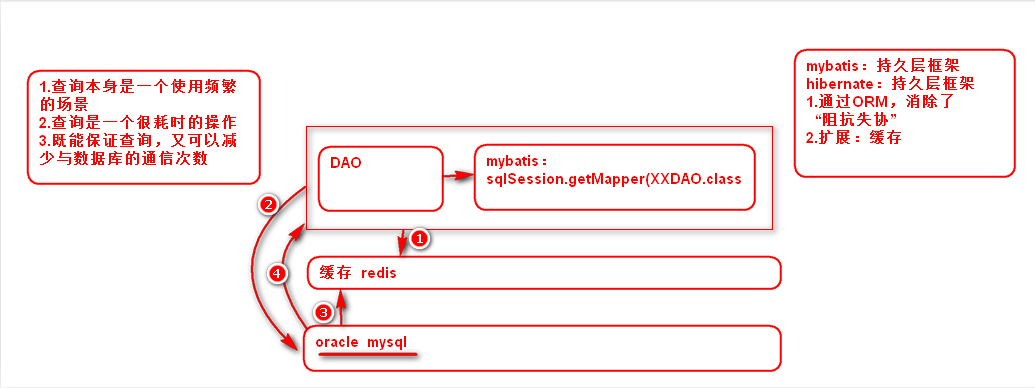 1.查询本身是一个使用频繁
的场景
2.查询是一个很耗时的操作
3.既能保证查询，又可以减
少与数据库的通信次数
mybatis：持久层框架
hibernate：持久层框架
1.通过ORM，消除了
“阻抗失协”
2.扩展：缓存
DAO
mybatis：
sqlSession.getMapper(XXDAO.class
2
1
4
缓存 redis
3
oracle mysql